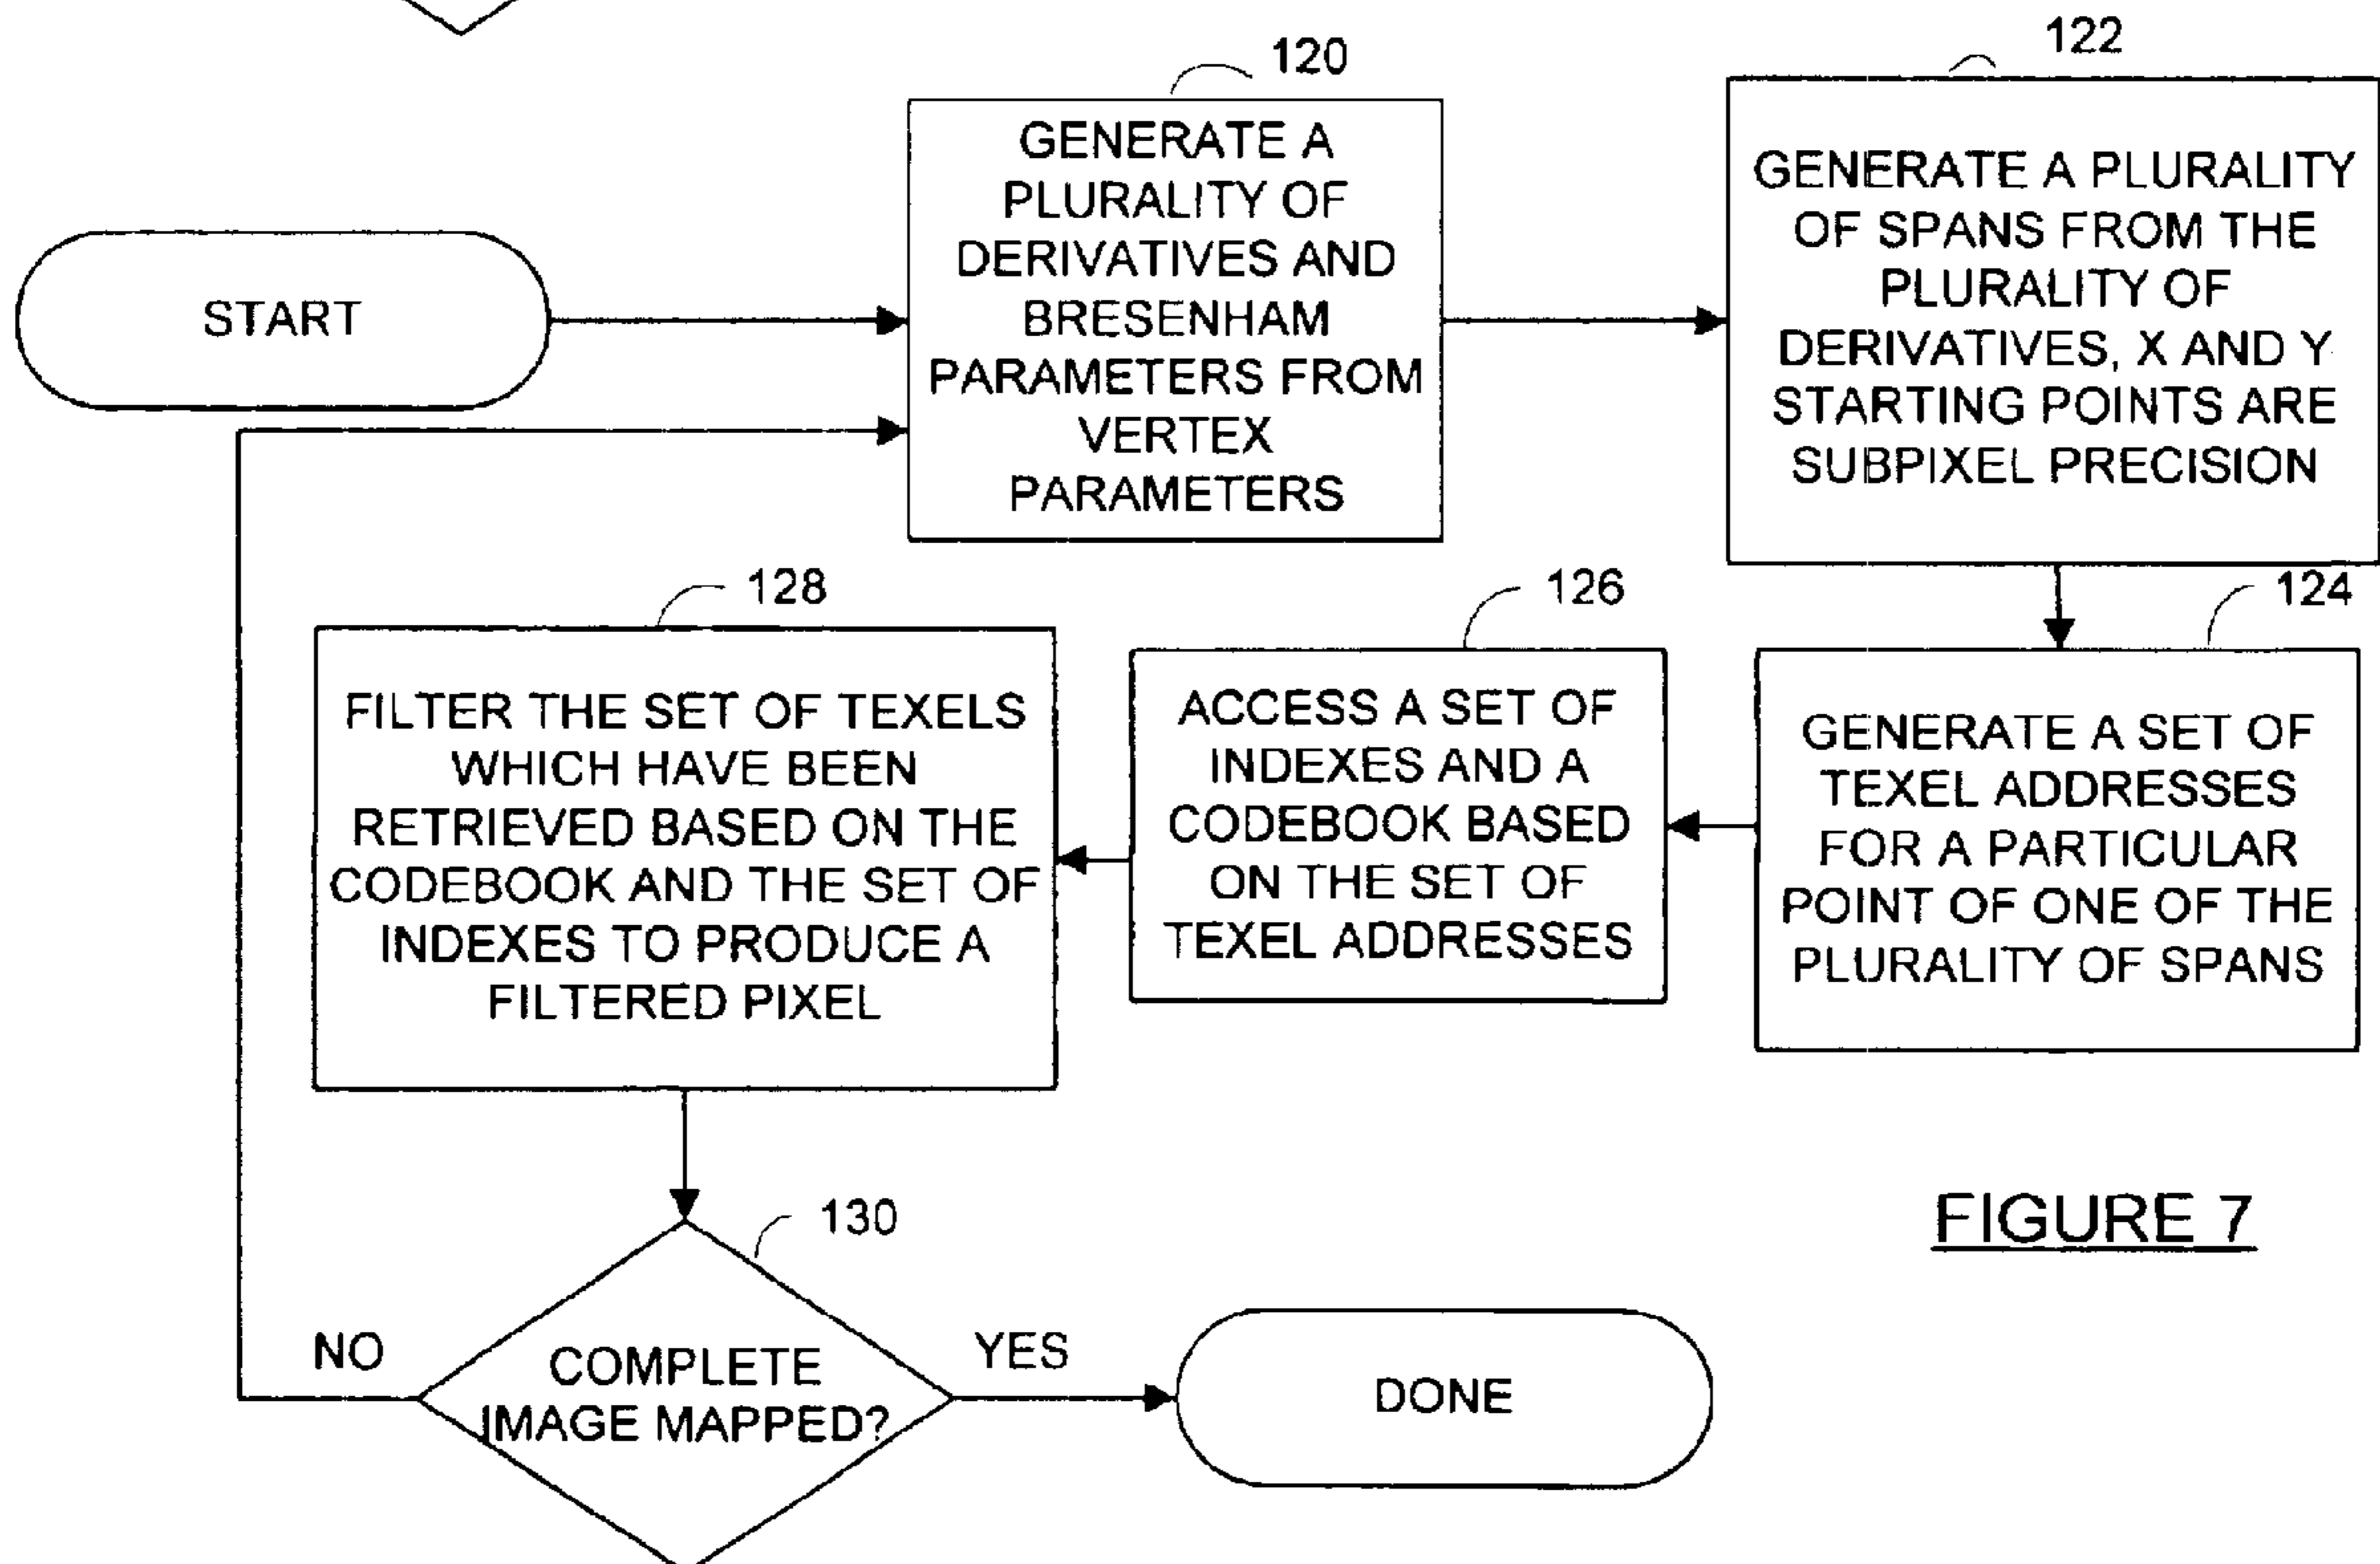 START
120
GENERATE A
PLURALITY OF
DERIVATIVES AND
BRESENHAM
PARAMETERS FROM
VERTEX
PARAMETERS
122
GENERATE A PLURALITY
OF SPANS FROM THE
PLURALITY OF
DERIVATIVES, X AND Y
STARTING POINTS ARE
SUBPIXEL PRECISION
124
GENERATE A SET OF
TEXEL ADDRESSES
FOR A PARTICULAR
POINT OF ONE OF THE
PLURALITY OF SPANS
126
ACCESS A SET OF
INDEXES AND A
CODEBOOK BASED
ON THE SET OF
TEXEL ADDRESSES
128
FILTER THE SET OF TEXELS
WHICH HAVE BEEN
RETRIEVED BASED ON THE
CODEBOOK AND THE SET OF
INDEXES TO PRODUCE A
FILTERED PIXEL
130
COMPLETE
IMAGE MAPPED?
NO
YES
DONE
FIGURE 7